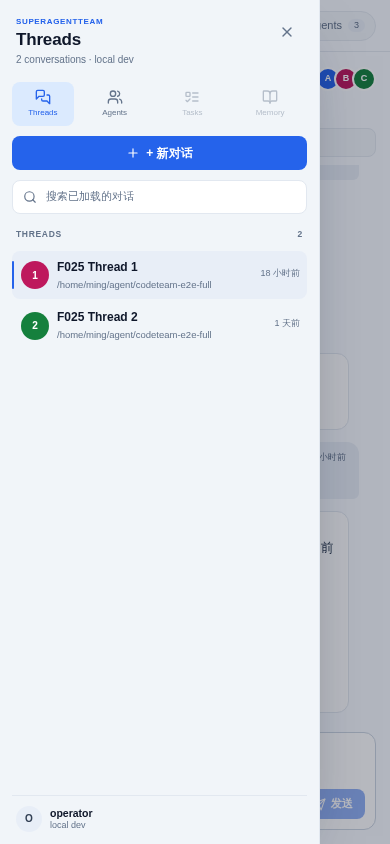 SUPERAGENTTEAM
Threads
2 conversations · local dev
Threads
Agents
Tasks
Memory
+ 新对话
搜索已加载的对话
THREADS 2
1 F025 Thread 1 18 小时前
/home/ming/agent/codeteam-e2e-full
2 F025 Thread 2 1 天前
/home/ming/agent/codeteam-e2e-full
O operator
local dev
3
A B C
小时前
前
发送